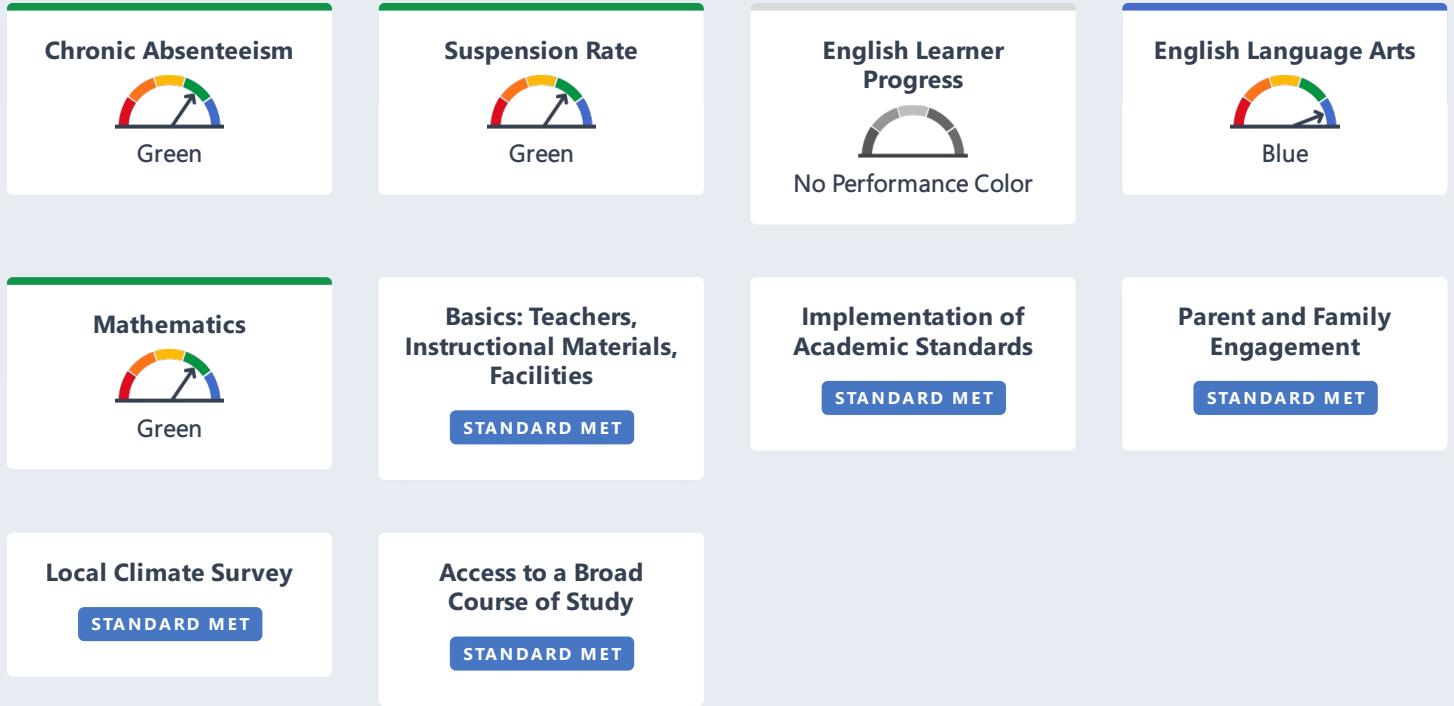 Chronic Absenteeism
Green
Suspension Rate
Green
English Learner
Progress
No Performance Color
English Language Arts
Blue
Mathematics
Green
Basics: Teachers,
Instructional Materials,
Facilities
STANDARD MET
Implementation of
Academic Standards
STANDARD MET
Parent and Family
Engagement
STANDARD MET
Local Climate Survey
STANDARD MET
Access to a Broad
Course of Study
STANDARD MET